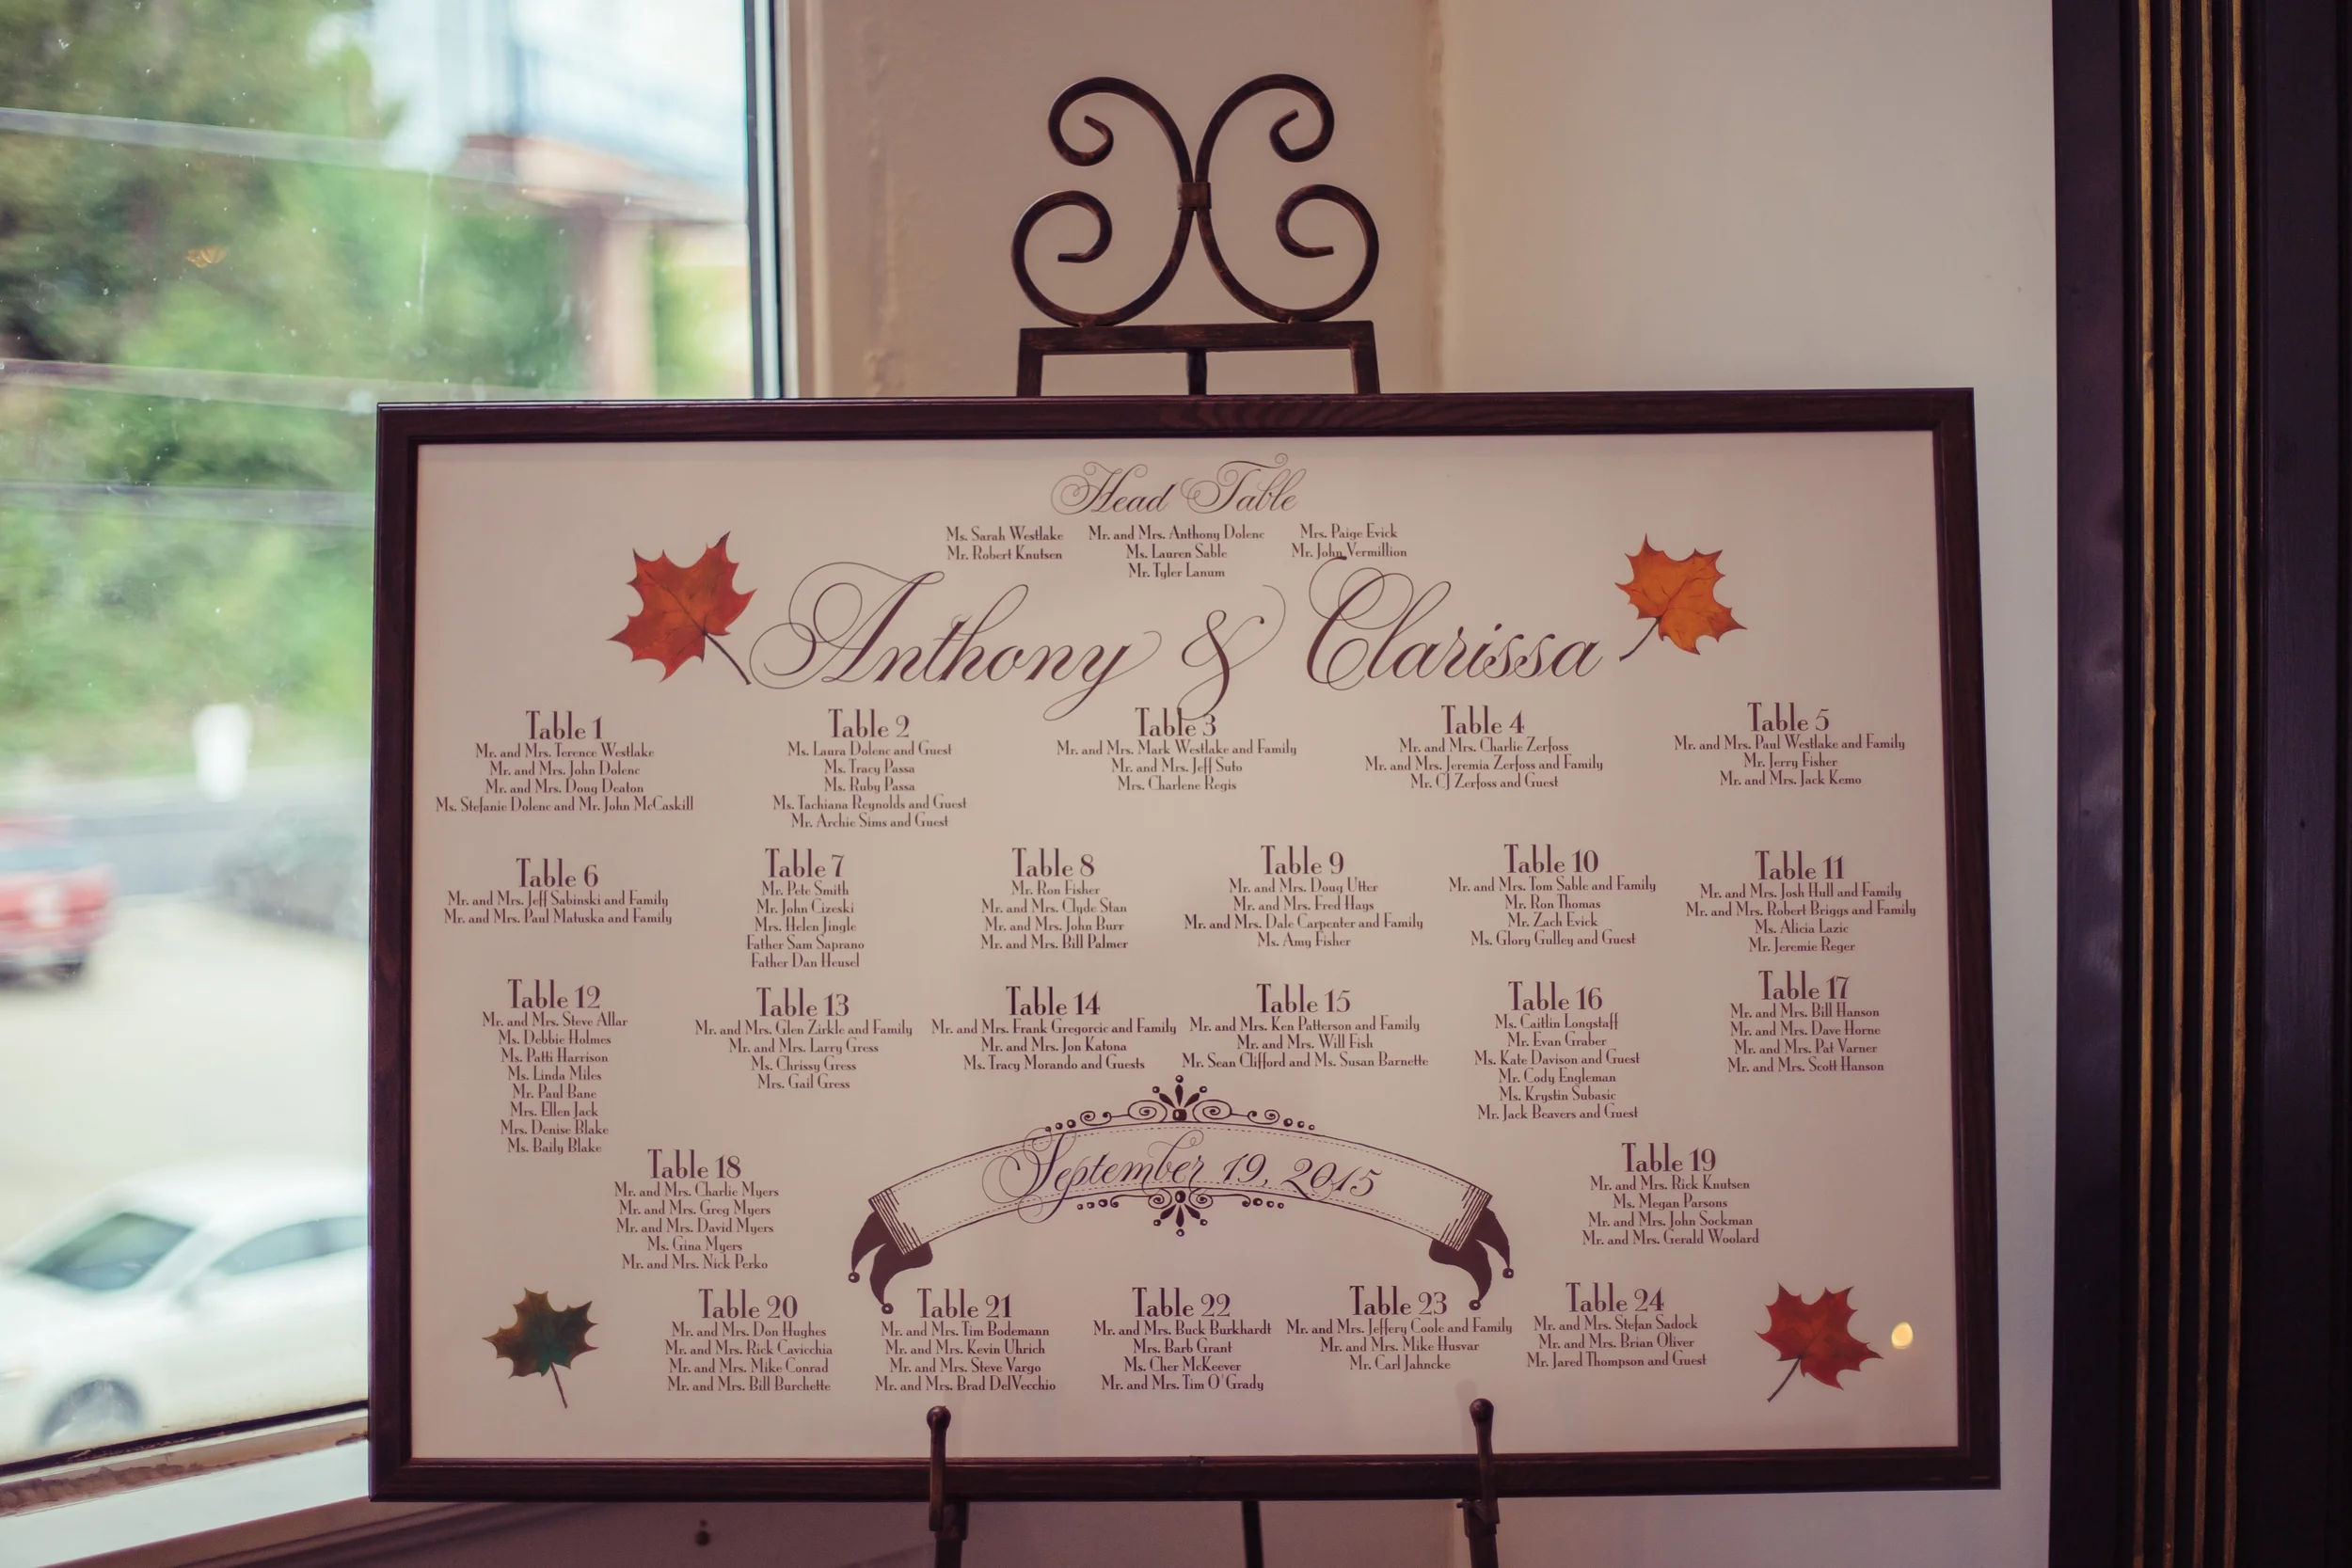 Head Table
Ms. Sarah Westlake
Mr. Robert Knutsen
Mr. and Mrs. Anthony Dolenc
Ms. Lauren Sable
Mr. Tyler Lanum
Mrs. Paige Evick
Mr. John Vermillion
Anthony & Clarissa
Table 1
Mr. and Mrs. Terence Westlake
Mr. and Mrs. John Dolenc
Mr. and Mrs. Doug Deaton
Ms. Stefanie Dolenc and Mr. John McCaskill
Table 2
Ms. Laura Dolenc and Guest
Ms. Tracy Passa
Ms. Ruby Passa
Ms. Tachiana Reynolds and Guest
Mr. Archie Sims and Guest
Table 3
Mr. and Mrs. Mark Westlake and Family
Mr. and Mrs. Jeff Suto
Mrs. Charlene Regis
Table 4
Mr. and Mrs. Charlie Zerfoss
Mr. and Mrs. Jeremia Zerfoss and Family
Mr. CJ Zerfoss and Guest
Table 5
Mr. and Mrs. Paul Westlake and Family
Mr. Jerry Fisher
Mr. and Mrs. Jack Kemo
Table 6
Mr. and Mrs. Jeff Sabinski and Family
Mr. and Mrs. Paul Matuska and Family
Table 7
Mr. Pete Smith
Mr. John Cizeski
Mrs. Helen Jingle
Father Sam Saprano
Father Dan Heusel
Table 8
Mr. Ron Fisher
Mr. and Mrs. Clyde Stan
Mr. and Mrs. John Burr
Mr. and Mrs. Bill Palmer
Table 9
Mr. and Mrs. Doug Utter
Mr. and Mrs. Fred Hays
Mr. and Mrs. Dale Carpenter and Family
Ms. Amy Fisher
Table 10
Mr. and Mrs. Tom Sable and Family
Mr. Ron Thomas
Mr. Zach Evick
Ms. Glory Gulley and Guest
Table 11
Mr. and Mrs. Josh Hull and Family
Mr. and Mrs. Robert Briggs and Family
Ms. Alicia Lazic
Mr. Jeremie Reger
Table 12
Mr. and Mrs. Steve Allar
Ms. Debbie Holmes
Ms. Patti Harrison
Ms. Linda Miles
Mr. Paul Bane
Mrs. Ellen Jack
Mrs. Denise Blake
Ms. Baily Blake
Table 13
Mr. and Mrs. Glen Zirkle and Family
Mr. and Mrs. Larry Gress
Ms. Chrissy Gress
Mrs. Gail Gress
Table 14
Mr. and Mrs. Frank Gregorcic and Family
Mr. and Mrs. Jon Katona
Ms. Tracy Morando and Guests
Table 15
Mr. and Mrs. Ken Patterson and Family
Mr. and Mrs. Will Fish
Mr. Sean Clifford and Ms. Susan Barnette
Table 16
Ms. Caitlin Longstaff
Mr. Evan Graber
Ms. Kate Davison and Guest
Mr. Cody Engleman
Ms. Krystin Subasic
Mr. Jack Beavers and Guest
Table 17
Mr. and Mrs. Bill Hanson
Mr. and Mrs. Dave Horne
Mr. and Mrs. Pat Varner
Mr. and Mrs. Scott Hanson
Table 18
Mr. and Mrs. Charlie Myers
Mr. and Mrs. Greg Myers
Mr. and Mrs. David Myers
Ms. Gina Myers
Mr. and Mrs. Nick Perko
September 19, 2015
Table 19
Mr. and Mrs. Rick Knutsen
Ms. Megan Parsons
Mr. and Mrs. John Sockman
Mr. and Mrs. Gerald Woolard
Table 20
Mr. and Mrs. Don Hughes
Mr. and Mrs. Rick Cavicchia
Mr. and Mrs. Mike Conrad
Mr. and Mrs. Bill Burchette
Table 21
Mr. and Mrs. Tim Bodemann
Mr. and Mrs. Kevin Uhrich
Mr. and Mrs. Steve Vargo
Mr. and Mrs. Brad DelVecchio
Table 22
Mr. and Mrs. Buck Burkhardt
Mrs. Barb Grant
Ms. Cher McKeever
Mr. and Mrs. Tim O'Grady
Table 23
Mr. and Mrs. Jeffery Coole and Family
Mr. and Mrs. Mike Husvar
Mr. Carl Jahncke
Table 24
Mr. and Mrs. Stefan Sadock
Mr. and Mrs. Brian Oliver
Mr. Jared Thompson and Guest